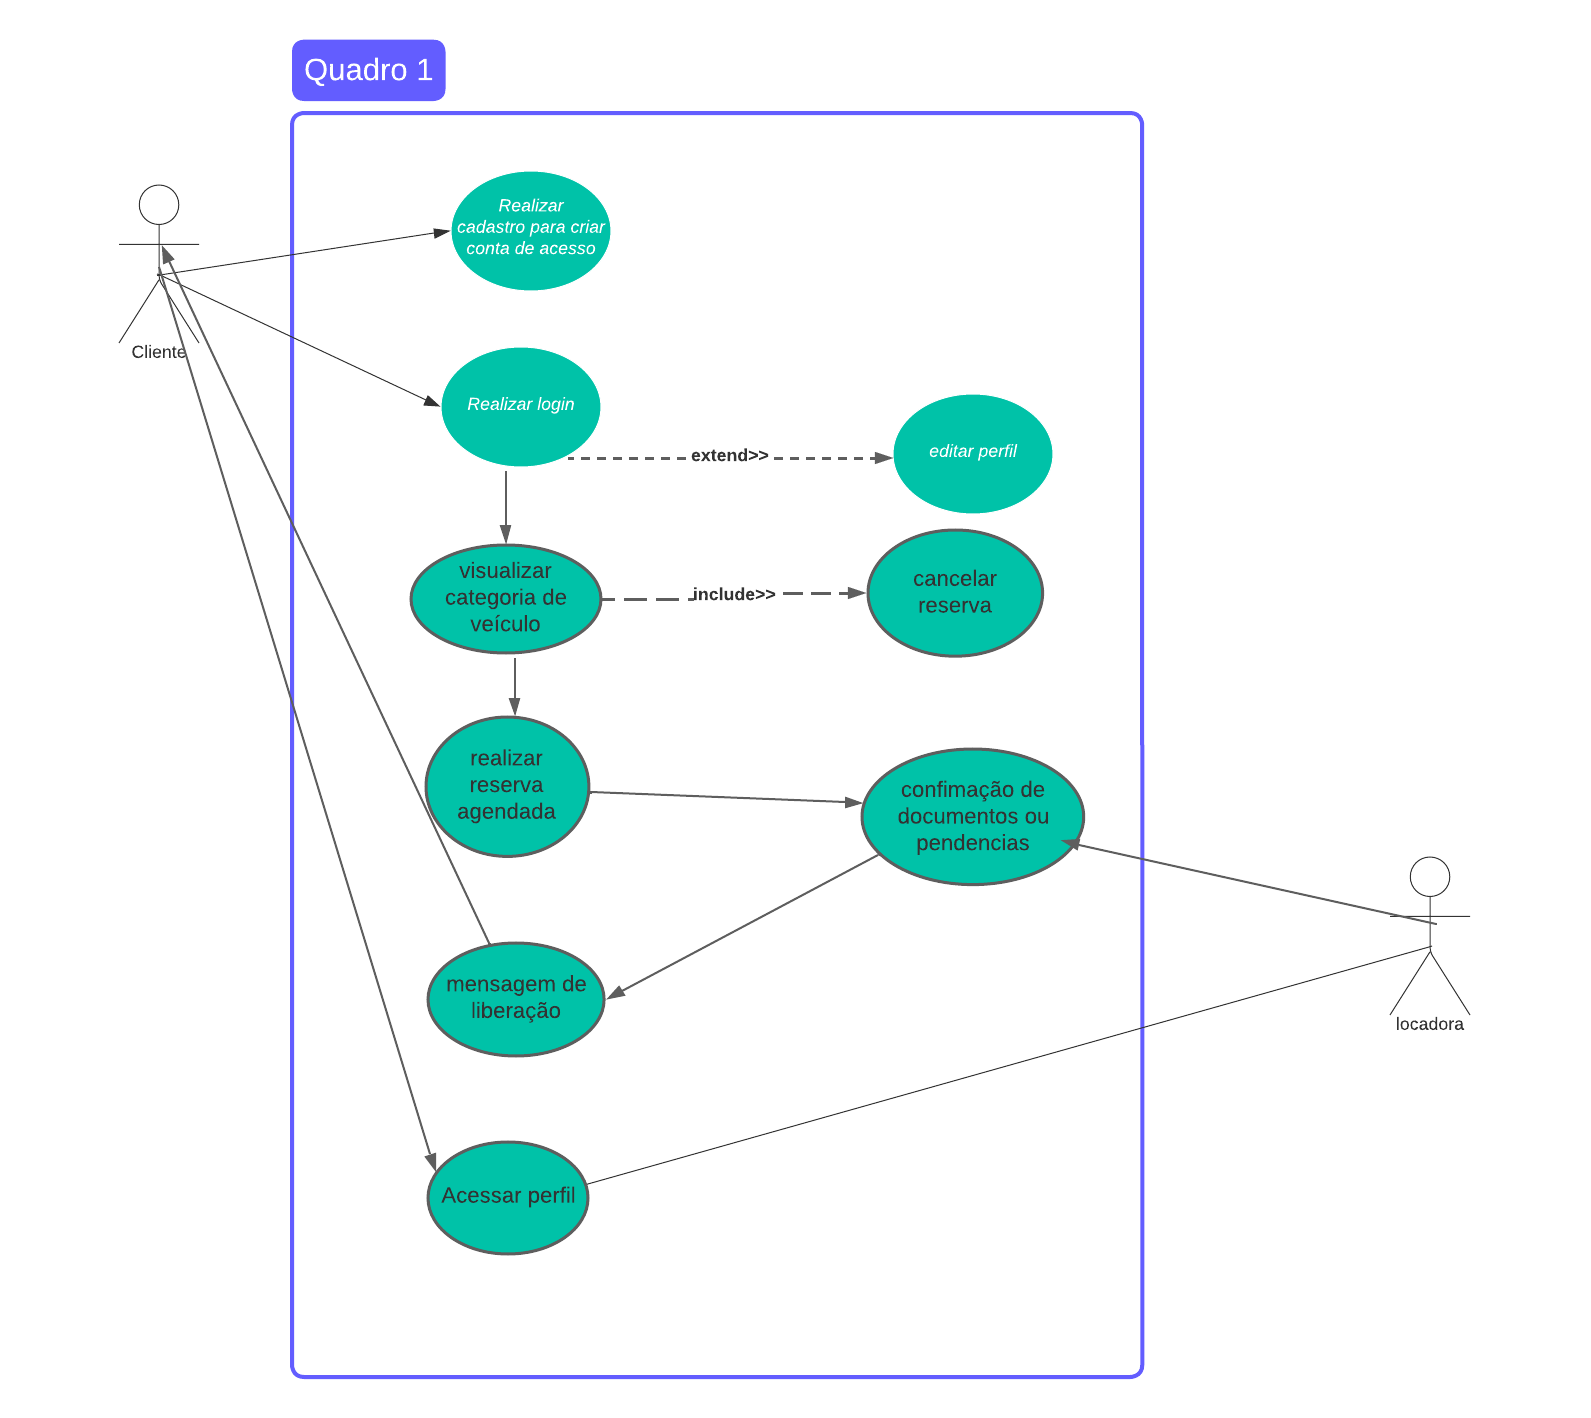 Quadro 1
Realizar
cadastro para criar
conta de acesso
Cliente
Realizar login
editar perfil
extend>>
visualizar
categoria de
veículo
include>>
cancelar
reserva
realizar
reserva
agendada
confimação de
documentos ou
pendencias
mensagem de
liberação
locadora
Acessar perfil